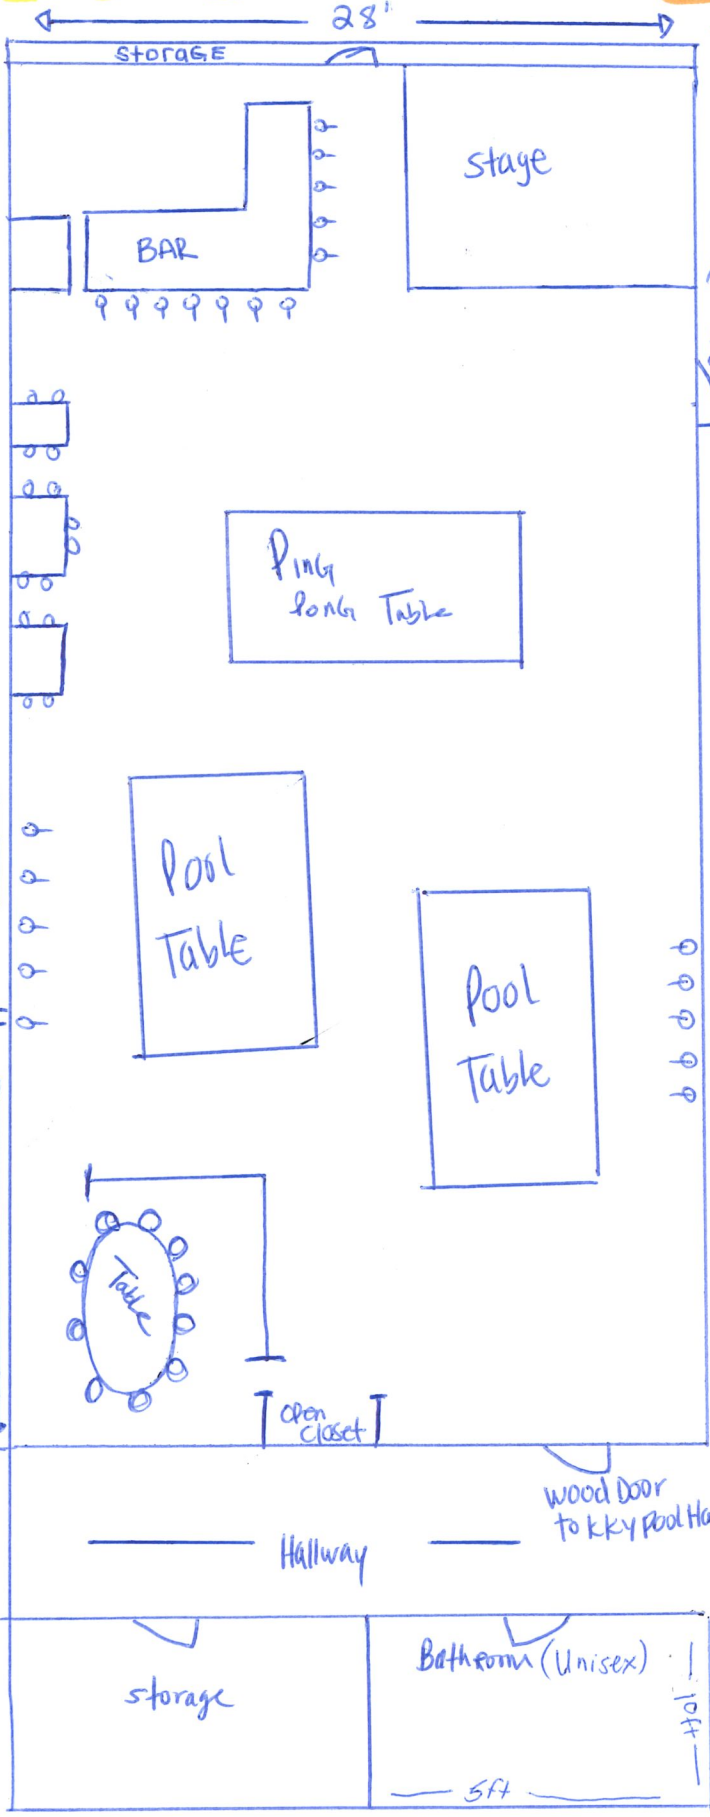 28'
STORAGE
stage
BAR
PING
PONG TABLE
Pool
Table
Pool
Table
Table
open
closet
wood Door
to KKY Pool Ha
Hallway
Bathroom (Unisex)
storage
10ft
5ft